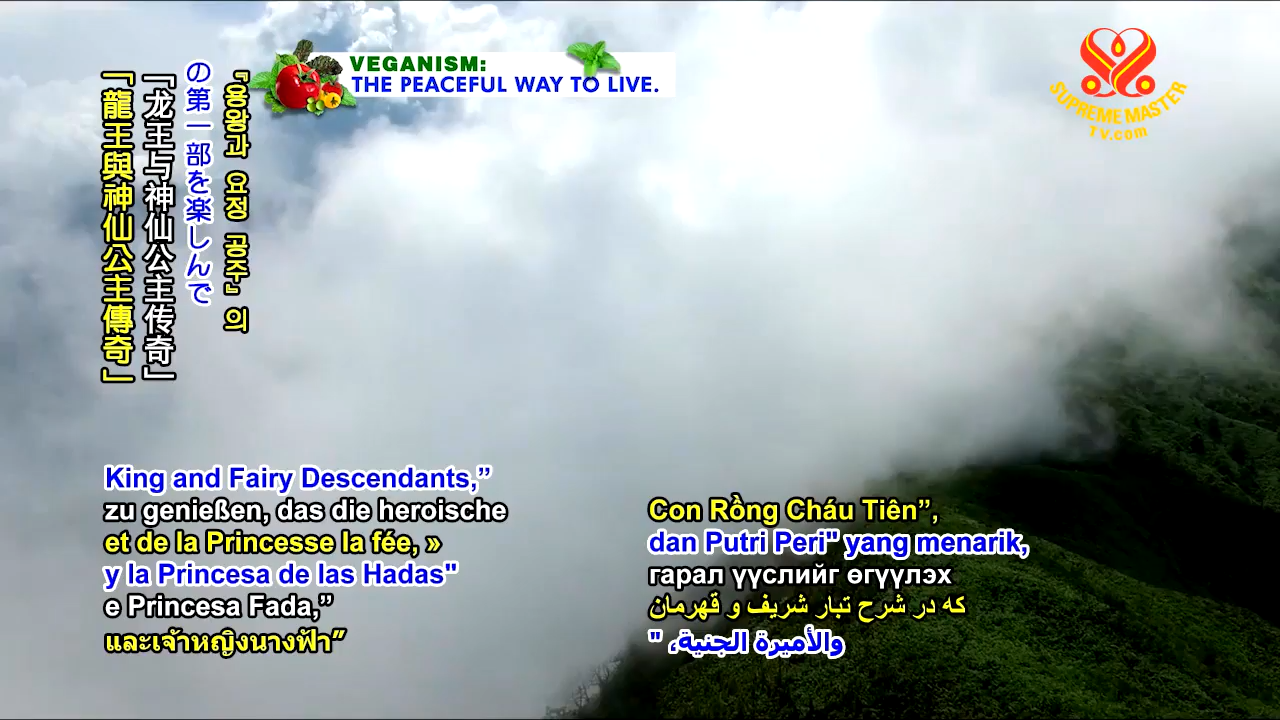 VEGANISM:
THE PEACEFUL WAY TO LIVE.
SUPREME MASTER
TV.com
『용왕과 요정 공주』의
の第一部を楽しんで
「龙王与神仙公主传奇」
「龍王與神仙公主傳奇」
King and Fairy Descendants,”
zu genießen, das die heroische
et de la Princesse la fée, »
y la Princesa de las Hadas"
e Princesa Fada,”
และเจ้าหญิงนางฟ้า”
Con Rồng Cháu Tiên”,
dan Putri Peri" yang menarik,
гарал үүслийг өгүүлэх
که در شرح تبار شریف و قهرمان
والأميرة الجنية، "